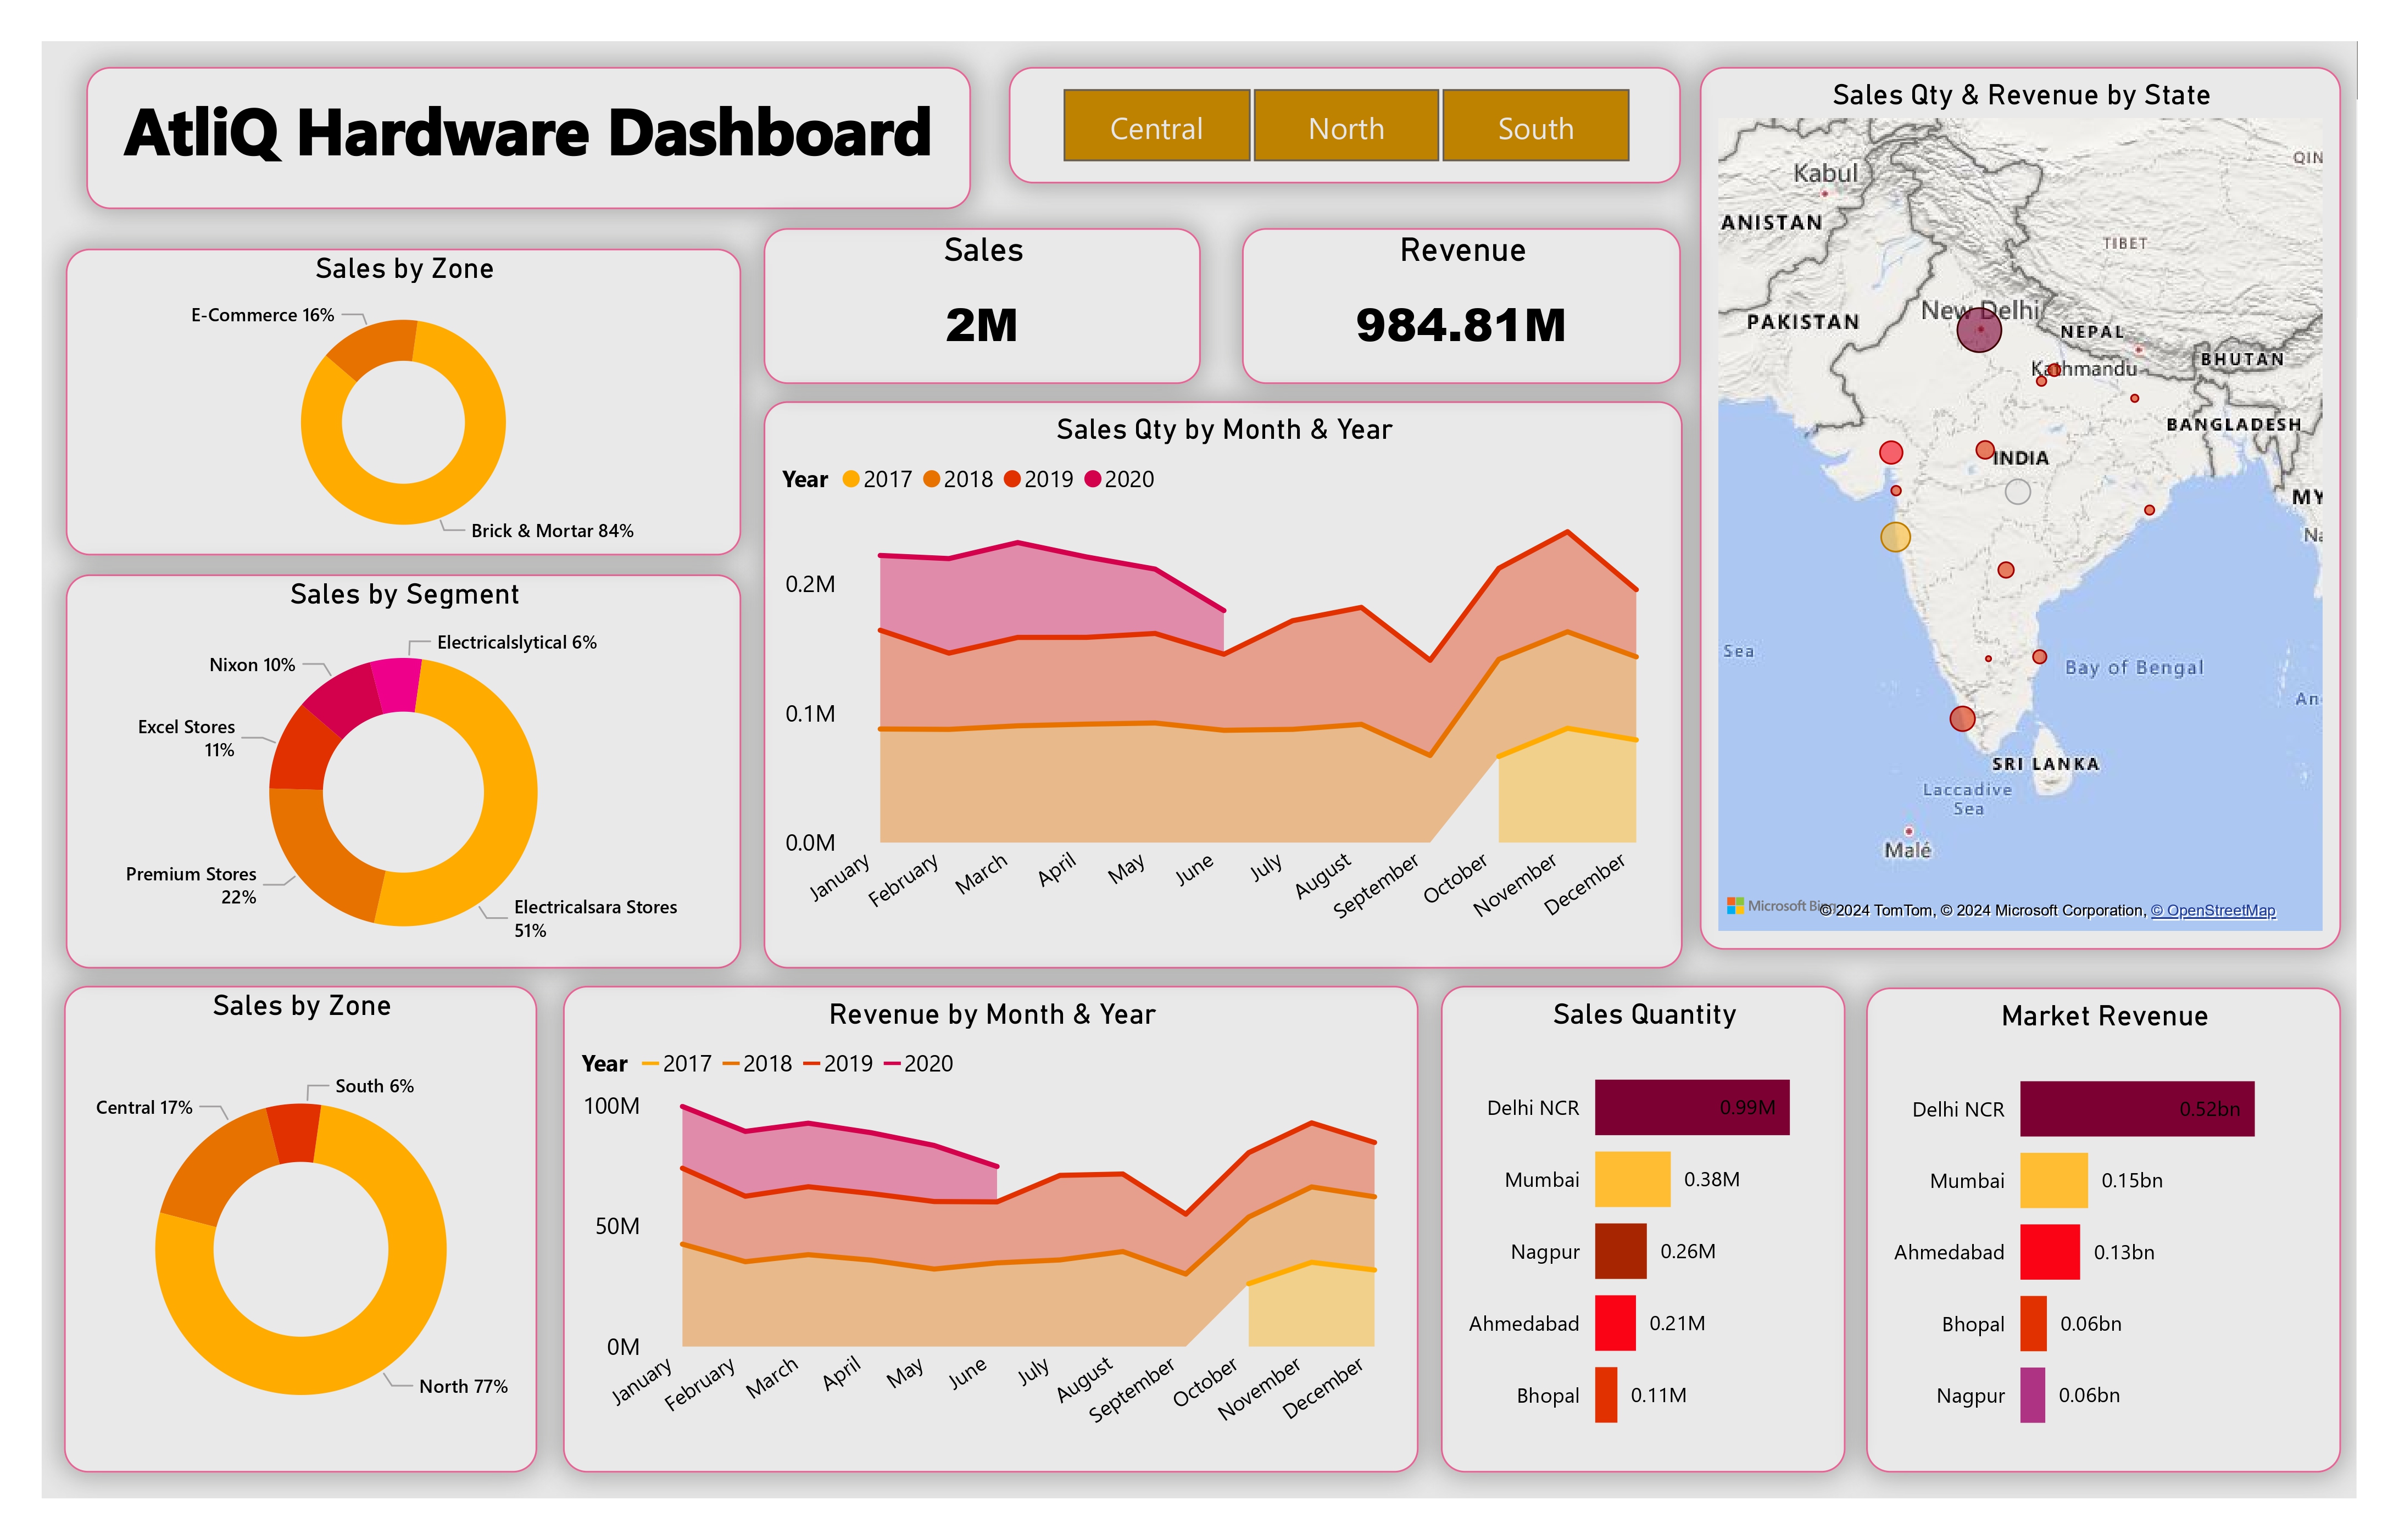 AtliQ Hardware Dashboard
Central
North
South
Sales Qty & Revenue by State
Kabul
QIN
ANISTAN
TIBET
New Delhi
PAKISTAN
NEPAL
BHUTAN
Kathmandu
BANGLADESH
INDIA
MY
Na
Sea
Bay of Bengal
An
SRI LANKA
Laccadive
Sea
Malé
Microsoft Bing
© 2024 TomTom, © 2024 Microsoft Corporation, © OpenStreetMap
Sales by Zone
E-Commerce 16%
Brick & Mortar 84%
Sales
2M
Revenue
984.81M
Sales by Segment
Electricalslytical 6%
Nixon 10%
Excel Stores
11%
Premium Stores
22%
Electricalsara Stores
51%
Sales Qty by Month & Year
Year 2017 2018 2019 2020
0.2M
0.1M
0.0M
January
February
March
April
May
June
July
August
September
October
November
December
Sales by Zone
South 6%
Central 17%
North 77%
Revenue by Month & Year
Year 2017 2018 2019 2020
100M
50M
0M
January
February
March
April
May
June
July
August
September
October
November
December
Sales Quantity
Delhi NCR 0.99M
Mumbai 0.38M
Nagpur 0.26M
Ahmedabad 0.21M
Bhopal 0.11M
Market Revenue
Delhi NCR 0.52bn
Mumbai 0.15bn
Ahmedabad 0.13bn
Bhopal 0.06bn
Nagpur 0.06bn